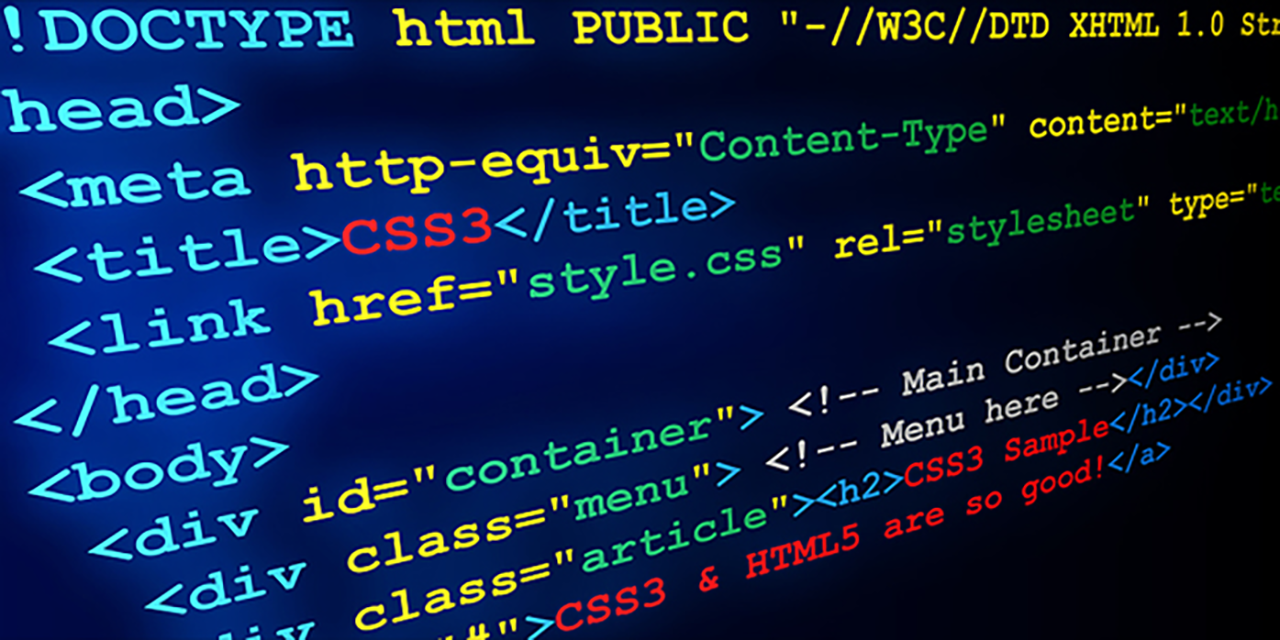 !DOCTYPE html PUBLIC "-//W3C//DTD XHTML 1.0 Str
head>
<meta http-equiv="Content-Type" content="text/h
<title>CSS3</title>
<link href="style.css" rel="stylesheet" type="te
</head>
<body>
<div id="container"> <!-- Main Container -->
<div class="menu"> <!-- Menu here --></div>
div class="article"><h2>CSS3 Sample</h2></div>
"#">CSS3 & HTML5 are so good!</a>